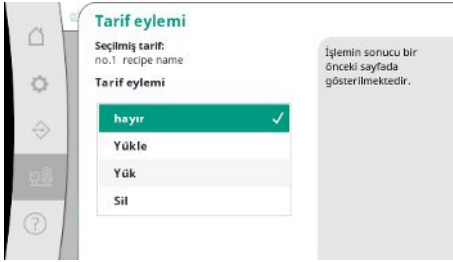 Tarif eylemi
Seçilmiş tarif:
no.1 recipe name
Tarif eylemi
hayır
Yükle
Yük
Sil
İşlemin sonucu bir
önceki sayfada
gösterilmektedir.